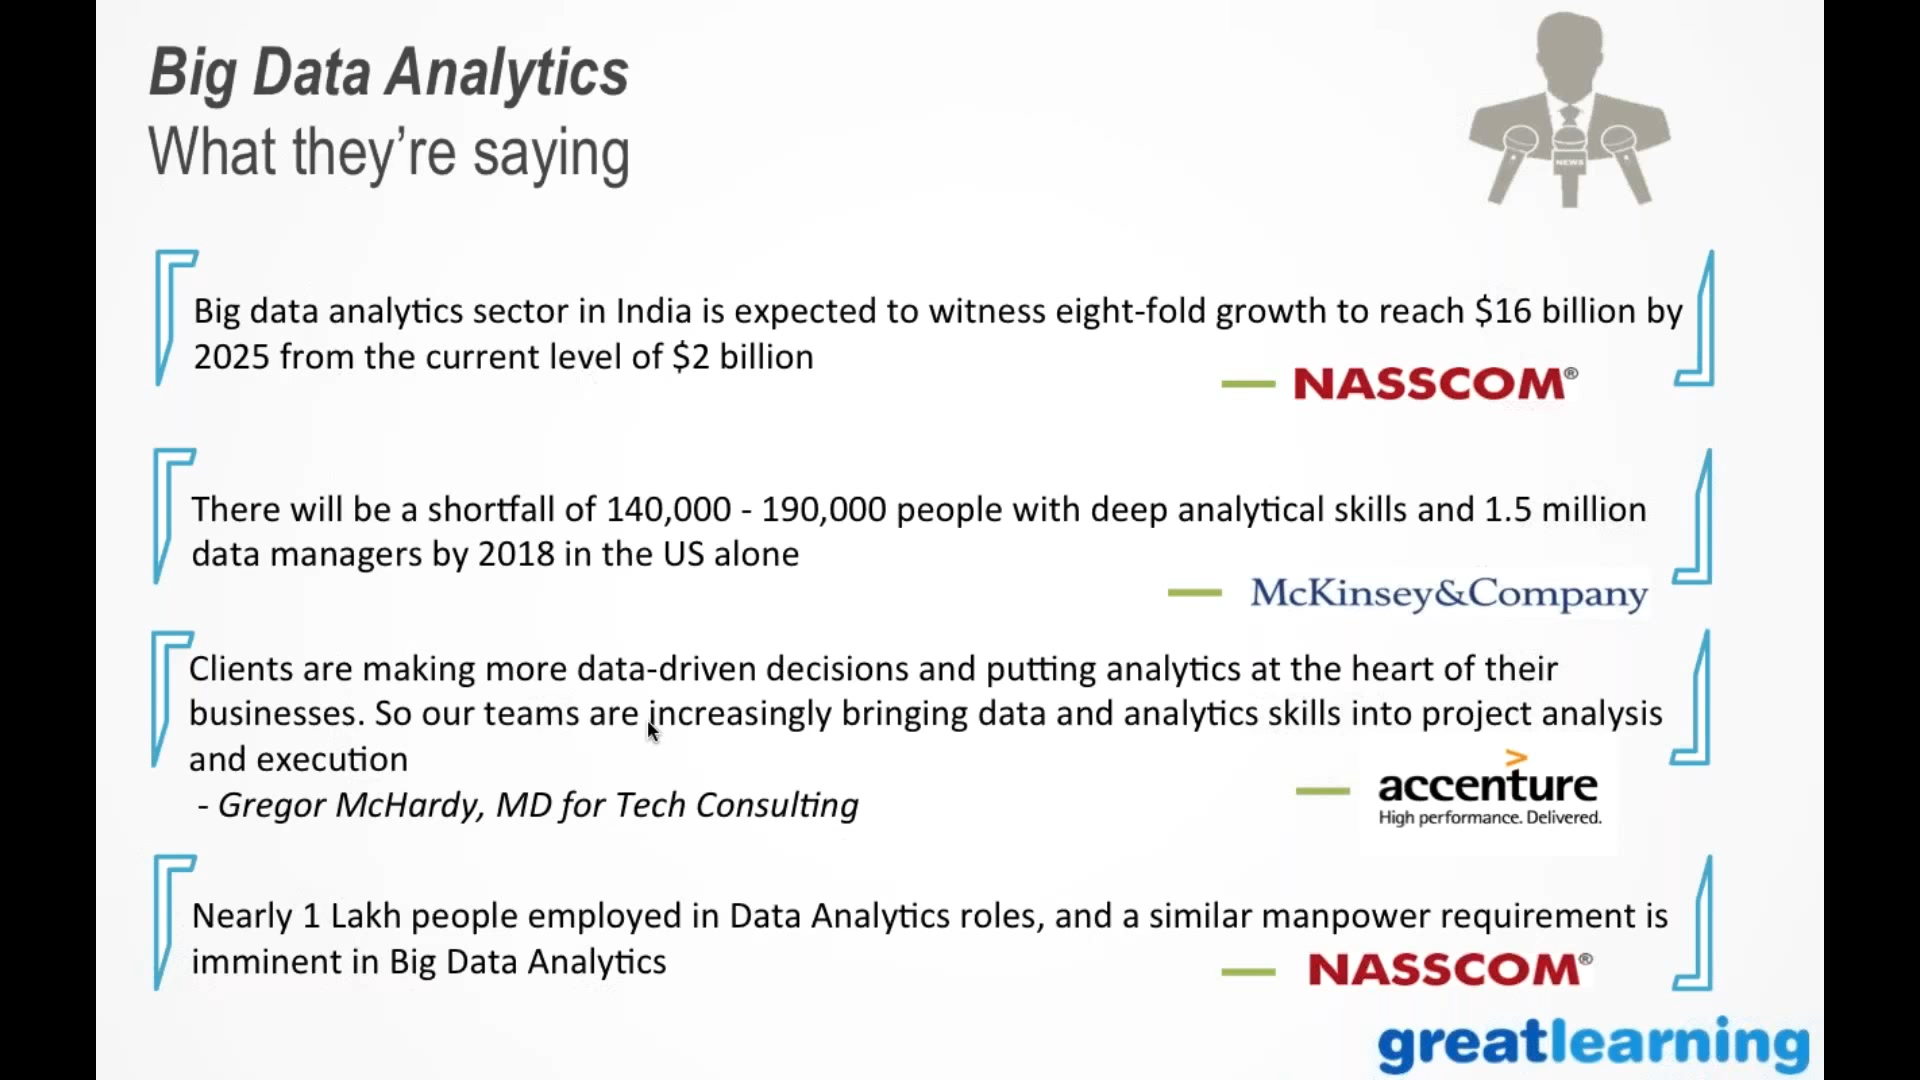 Big Data Analytics
What they're saying
NEWS
Big data analytics sector in India is expected to witness eight-fold growth to reach $16 billion by
2025 from the current level of $2 billion
NASSCOM®
There will be a shortfall of 140,000 - 190,000 people with deep analytical skills and 1.5 million
data managers by 2018 in the US alone
McKinsey&Company
Clients are making more data-driven decisions and putting analytics at the heart of their
businesses. So our teams are increasingly bringing data and analytics skills into project analysis
and execution
- Gregor McHardy, MD for Tech Consulting
>
accenture
High performance. Delivered.
Nearly 1 Lakh people employed in Data Analytics roles, and a similar manpower requirement is
imminent in Big Data Analytics
NASSCOM®
greatlearning